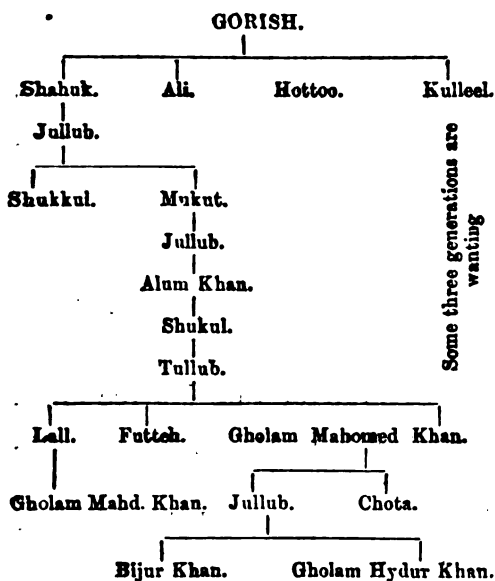 GORISH.
Shahuk. Ali. Hottoo. Kulleel.
Jullub.
Shukkul. Mukut.
Jullub.
Alum Khan.
Shukul.
Tullub.
Some three generations are
wanting
Lall. Futteh. Gholam Mahomed Khan.
Gholam Mahd. Khan. Jullub. Chota.
Bijur Khan. Gholam Hydur Khan.